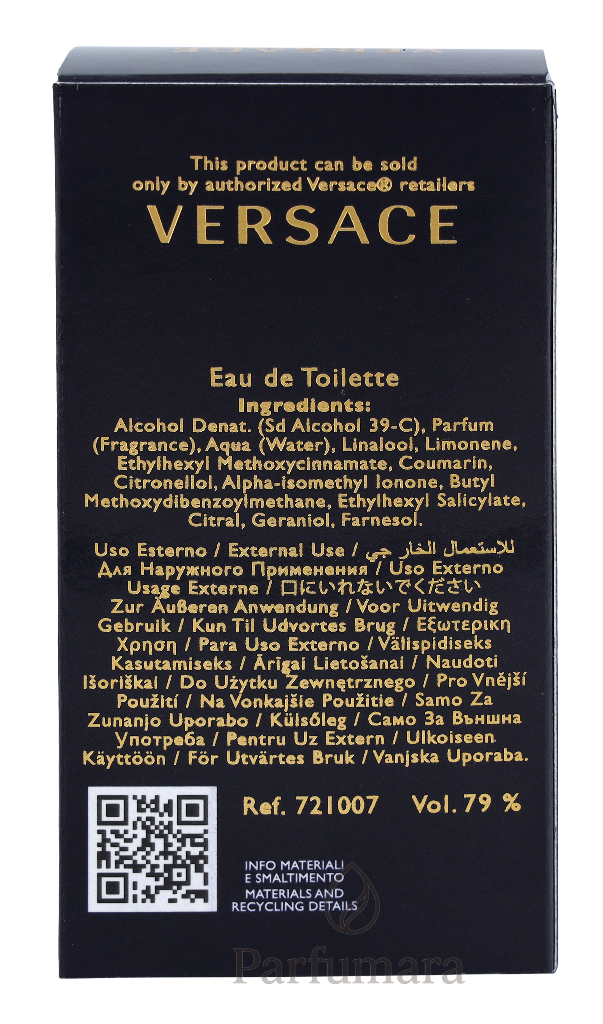 This product can be sold
only by authorized Versace® retailers
VERSACE
Eau de Toilette
Ingredients:
Alcohol Denat. (Sd Alcohol 39-C), Parfum
(Fragrance), Aqua (Water), Linalool, Limonene,
Ethylhexyl Methoxycinnamate, Coumarin,
Citronellol, Alpha-isomethyl Ionone, Butyl
Methoxydibenzoylmethane, Ethylhexyl Salicylate,
Citral, Geraniol, Farnesol.
Uso Esterno / External Use / للاستعمال الخار جي
Для Наружного Применения / Uso Externo
Usage Externe / 口にいれないでください
Zur Äußeren Anwendung / Voor Uitwendig
Gebruik / Kun Til Udvortes Brug / Εξωτερικη
Χρηση / Para Uso Externo / Välispidiseks
Kasutamiseks / Ārīgai Lietošanai / Naudoti
Išoriškai / Do Użytku Zewnętrznego / Pro Vnější
Použití / Na Vonkajšie Použitie / Samo Za
Zunanjo Uporabo / Külsőleg / Само За Външна
Употреба / Pentru Uz Extern / Ulkoiseen
Käyttöön / För Utvärtes Bruk / Vanjska Uporaba.
Ref. 721007 Vol. 79 %
INFO MATERIALI
E SMALTIMENTO
MATERIALS AND
RECYCLING DETAILS
Parfumara